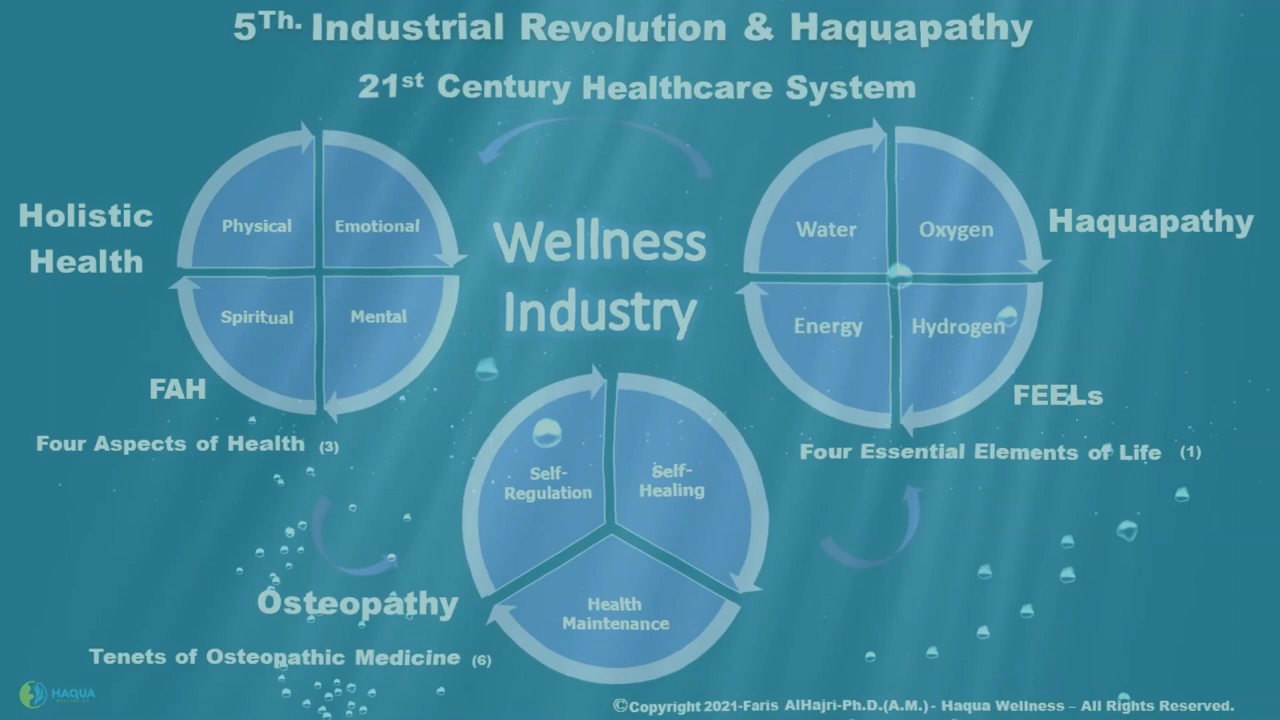 5Th. Industrial Revolution & Haquapathy
21st Century Healthcare System
Holistic
Health
Physical
Emotional
Spiritual
Mental
FAH
Four Aspects of Health (3)
Wellness
Industry
Water
Oxygen
Energy
Hydrogen
Haquapathy
FEELs
Four Essential Elements of Life (1)
Self-
Regulation
Self-
Healing
Health
Maintenance
Osteopathy
Tenets of Osteopathic Medicine (6)
HAQUA
©Copyright 2021-Faris AlHajri-Ph.D.(A.M.) - Haqua Wellness – All Rights Reserved.